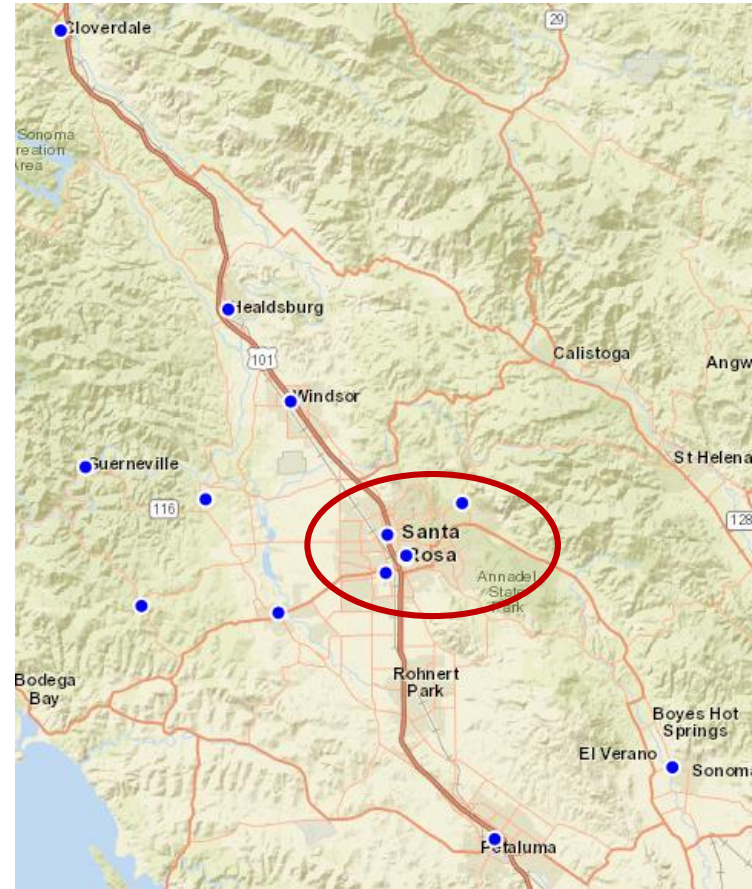 Cloverdale
29
Sonoma
reation
Area
Healdsburg
101
Calistoga
Angw
Windsor
Guerneville
St Helena
116
128
Santa
Rosa
Annadel
State
Park
Rohnert
Park
Bodega
Bay
Boyes Hot
Springs
El Verano
Sonoma
Petaluma